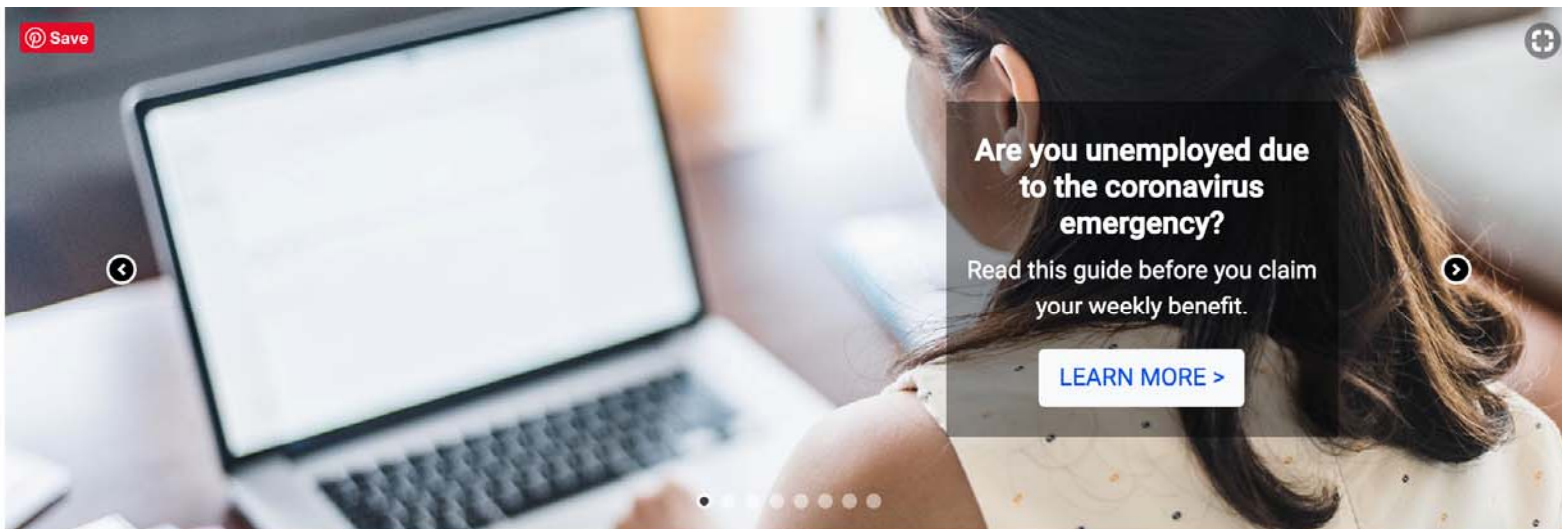 Save
Are you unemployed due
to the coronavirus
emergency?
Read this guide before you claim
your weekly benefit.
LEARN MORE >